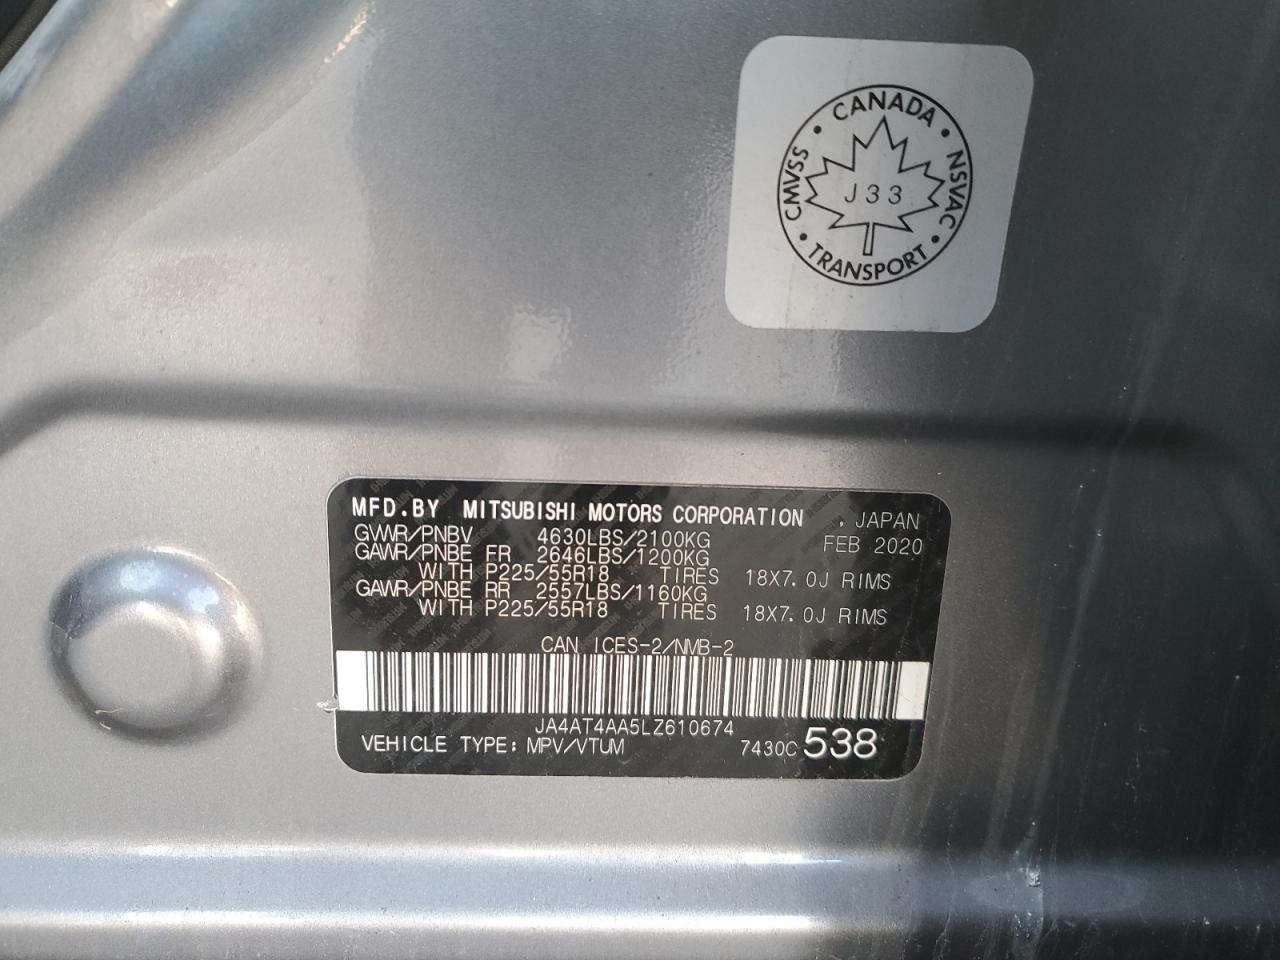 CANADA
CMVSS • NSVAC
J33
TRANSPORT
MFD.BY MITSUBISHI MOTORS CORPORATION . JAPAN
GVWR/PNBV 4630LBS/2100KG FEB 2020
GAWR/PNBE FR 2646LBS/1200KG
WITH P225/55R18 TIRES 18X7.0J RIMS
GAWR/PNBE RR 2557LBS/1160KG
WITH P225/55R18 TIRES 18X7.0J RIMS
CAN ICES-2/NMB-2
JA4AT4AA5LZ610674
VEHICLE TYPE: MPV/VTUM 7430C 538